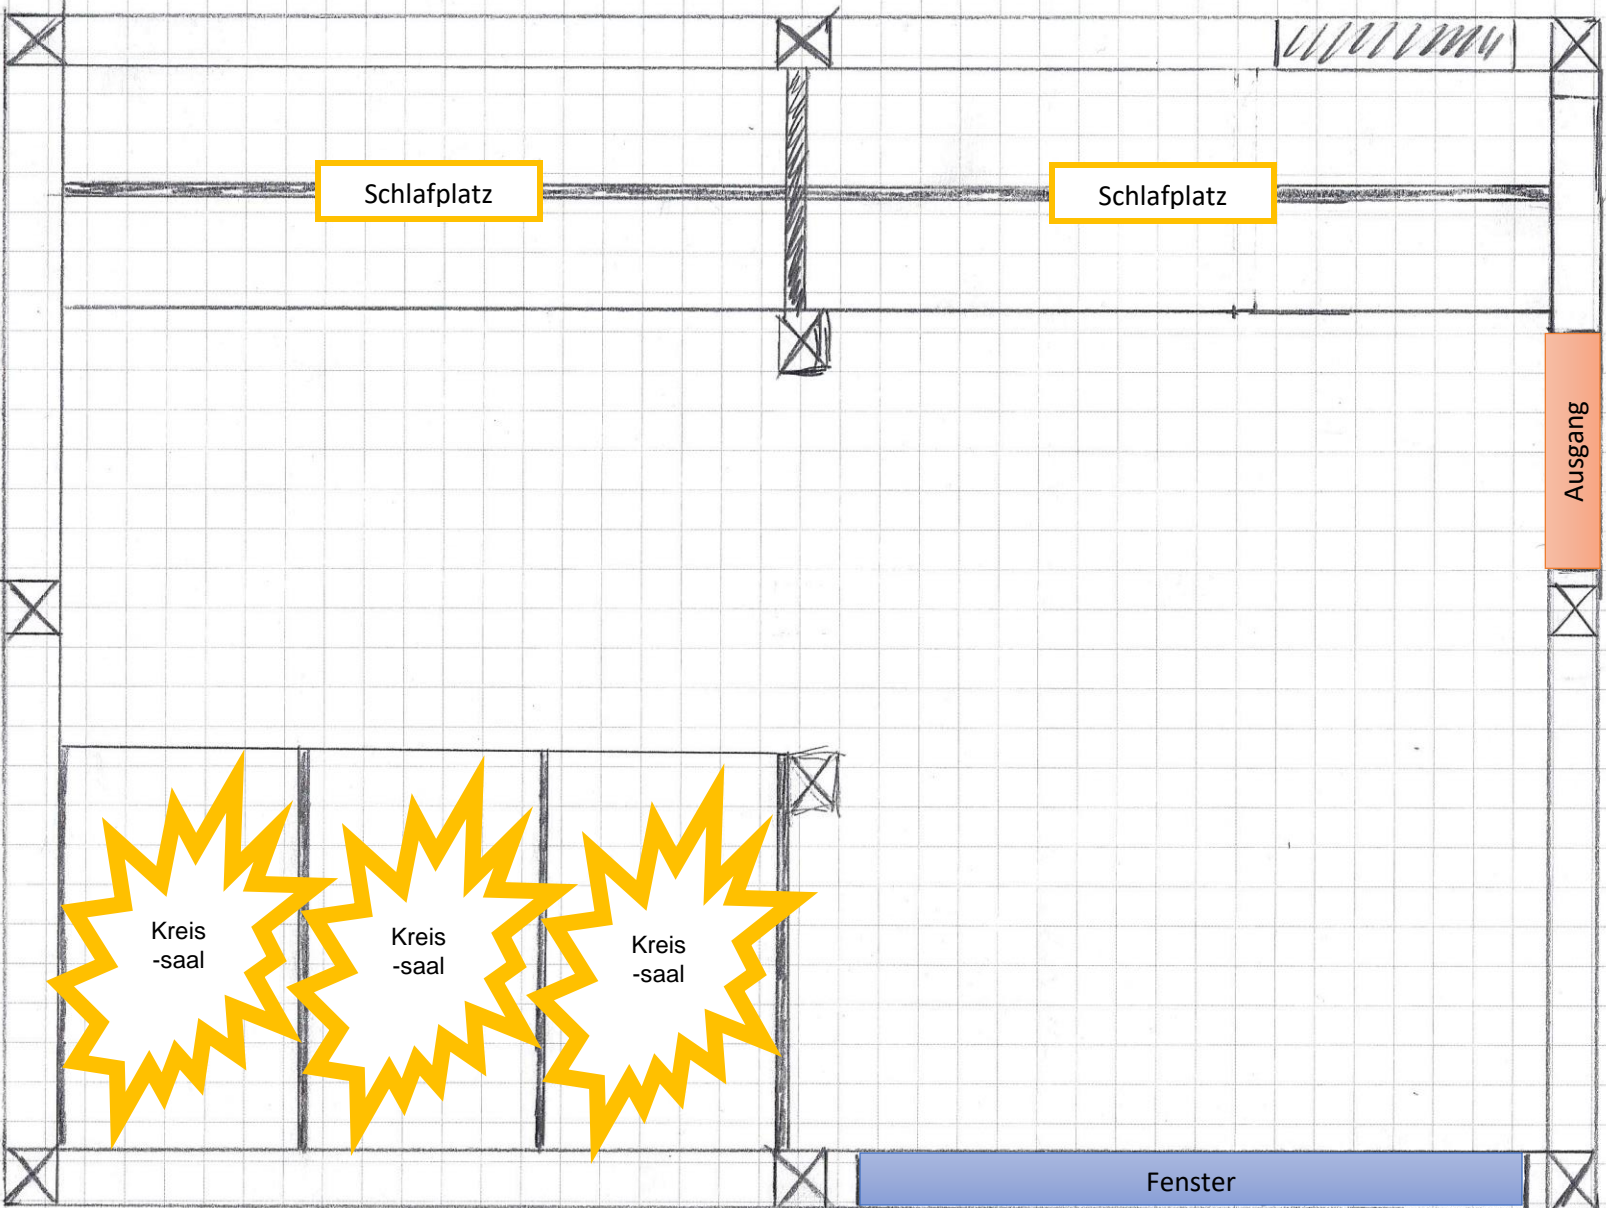 Schlafplatz
Schlafplatz
Ausgang
Kreis
-saal
Kreis
-saal
Kreis
-saal
Fenster